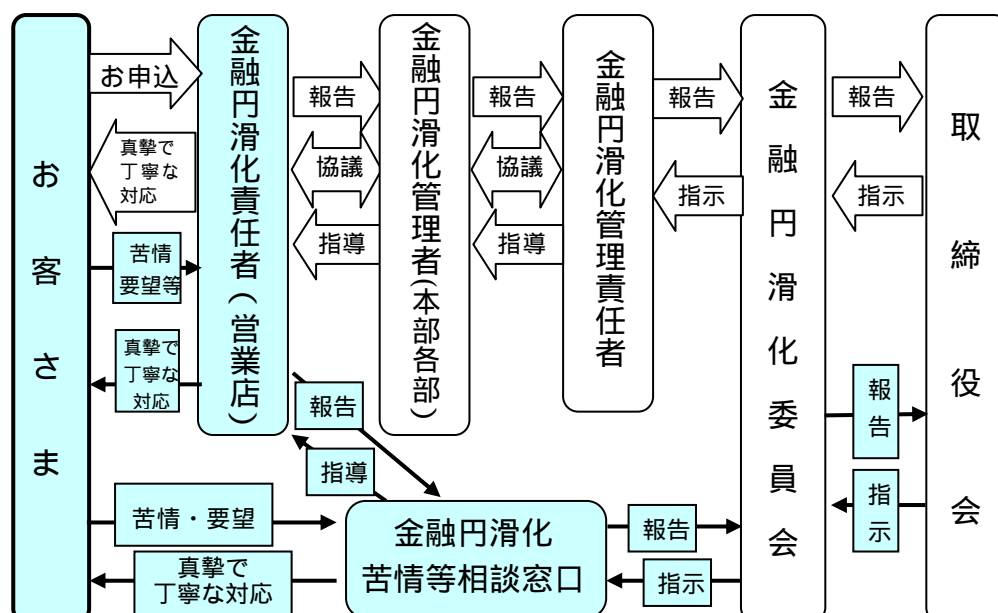 お客さま
お申込
真摯で
丁寧な
対応
苦情
要望等
真摯で
丁寧な
対応
金融円滑化責任者（営業店）
報告
協議
指導
金融円滑化管理者（本部各部）
報告
協議
指導
金融円滑化管理責任者
報告
指示
金融円滑化委員会
報告
指示
取締役会
報告
指示
報告
指導
苦情・要望
真摯で
丁寧な対応
金融円滑化
苦情等相談窓口
報告
指示